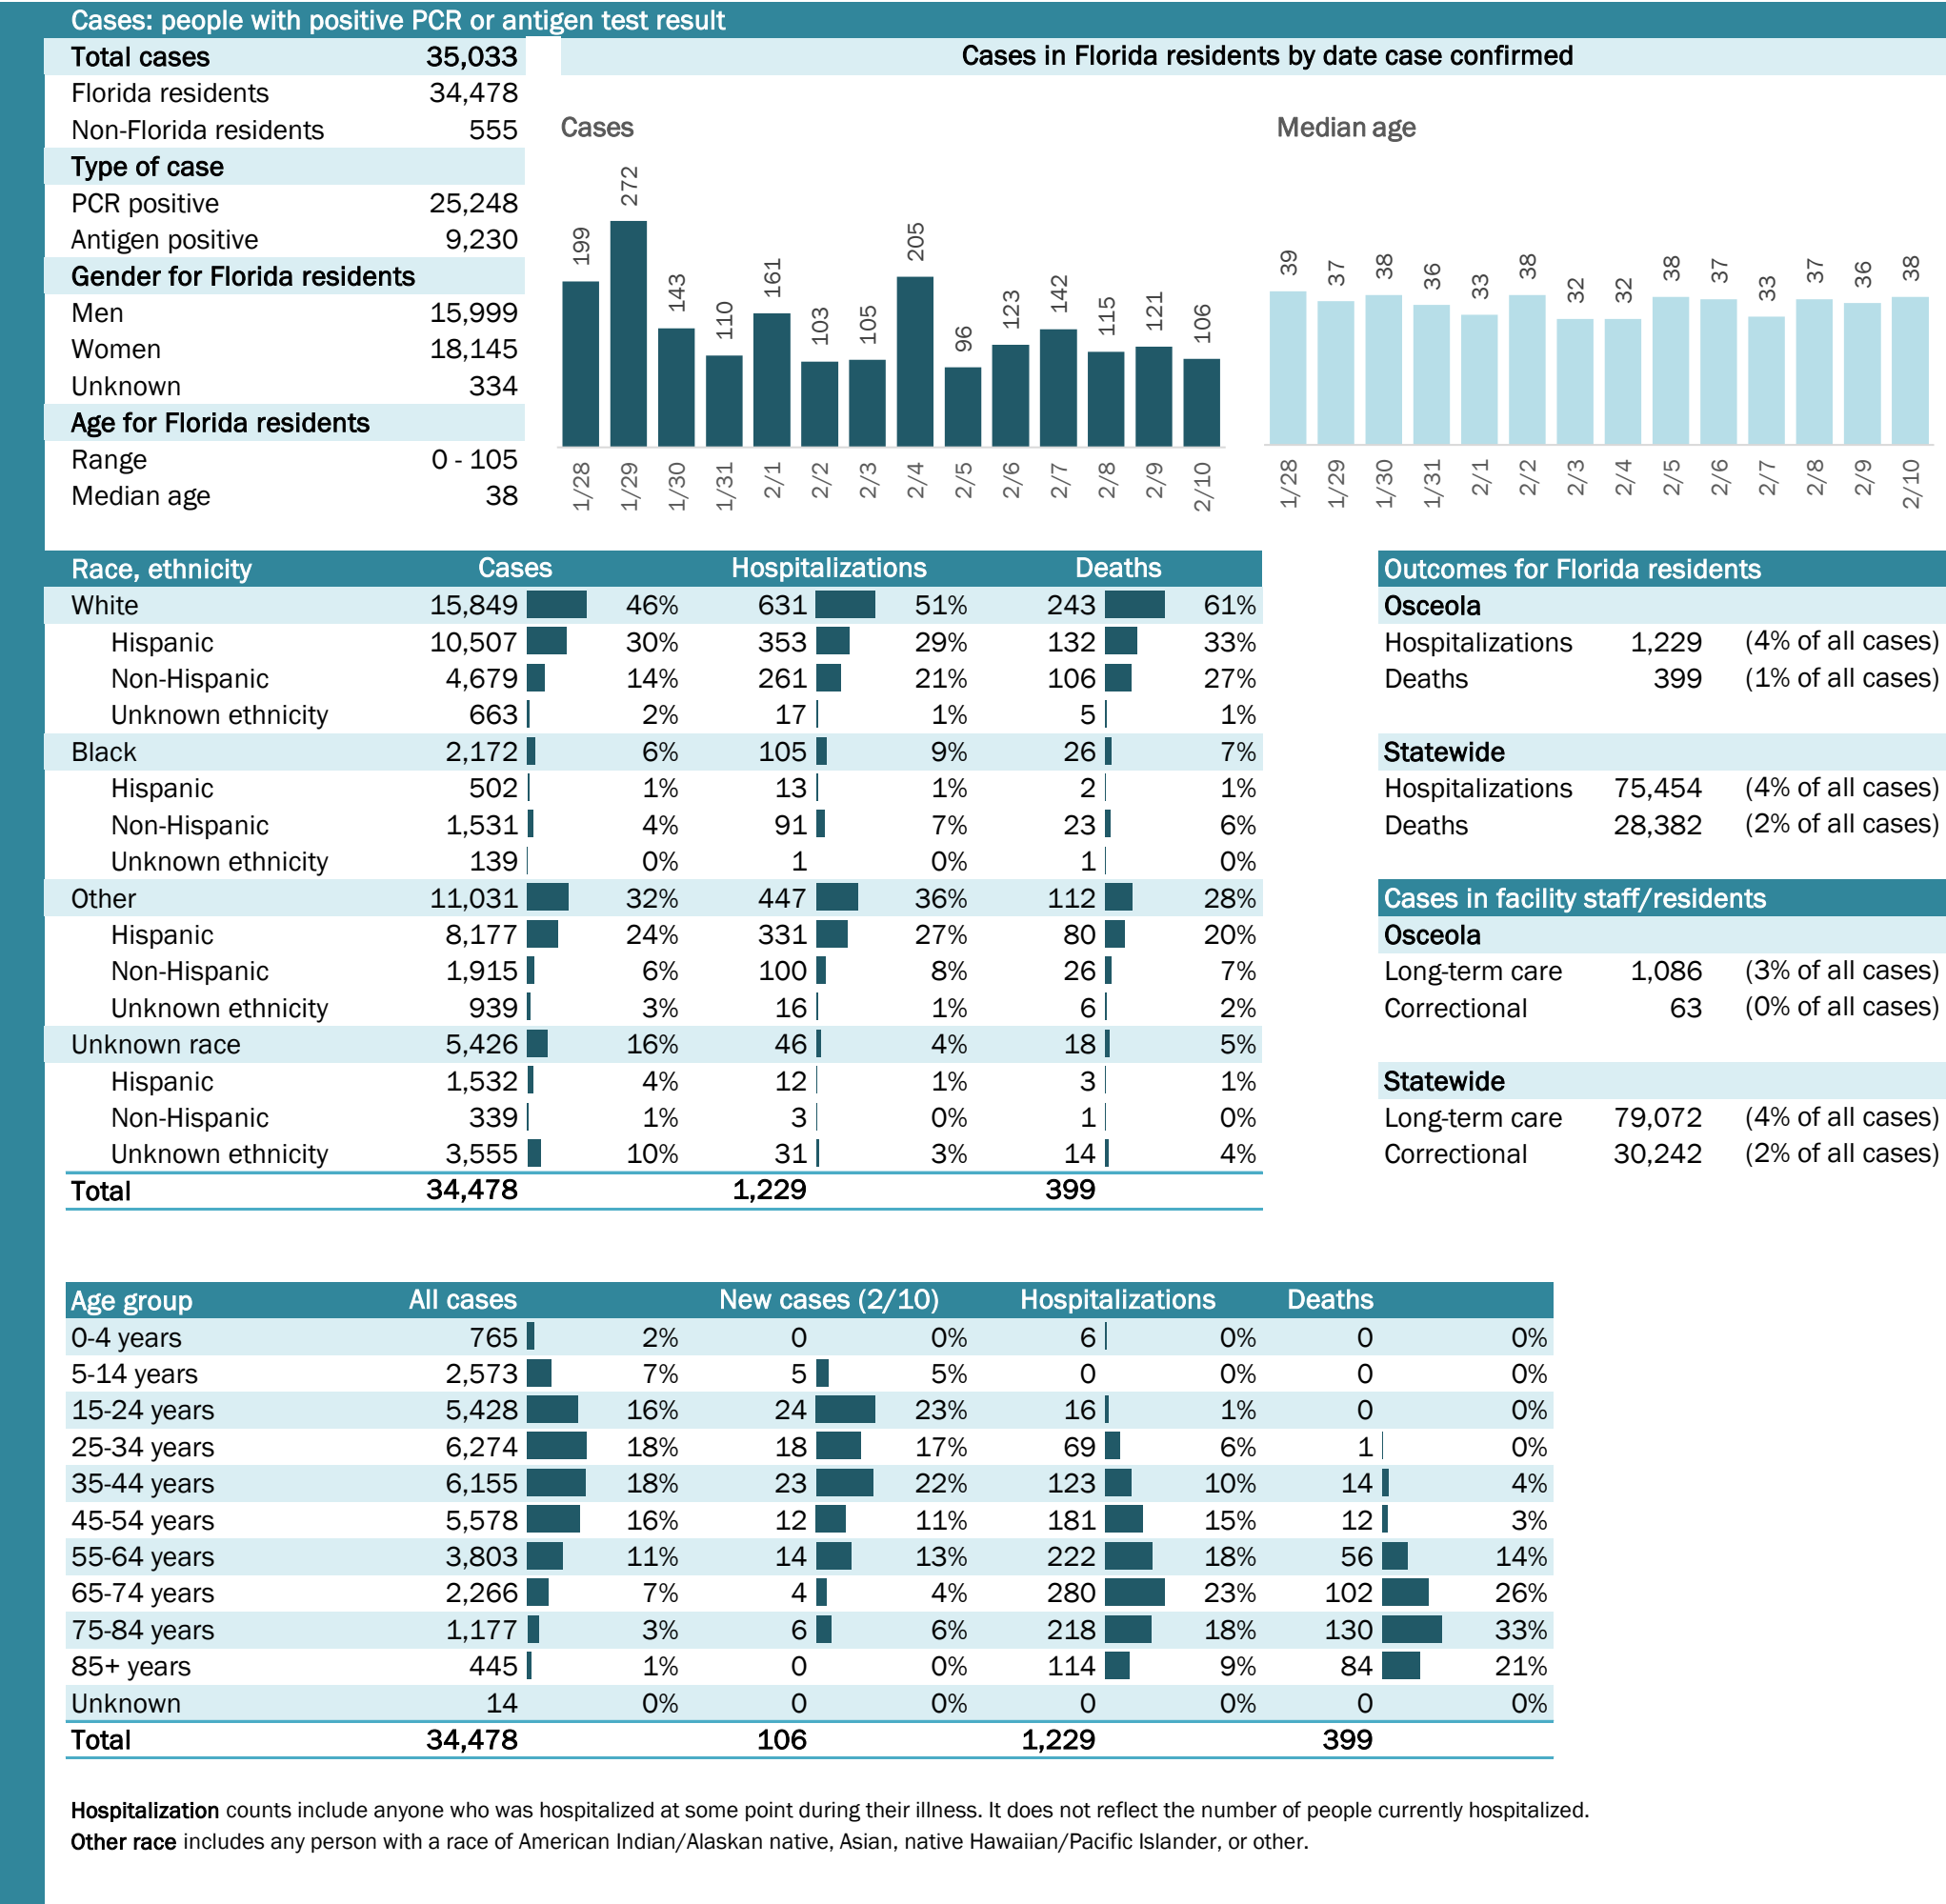 Cases: people with positive PCR or antigen test result
Total cases 35,033
Florida residents 34,478
Non-Florida residents 555
Type of case
PCR positive 25,248
Antigen positive 9,230
Gender for Florida residents
Men 15,999
Women 18,145
Unknown 334
Age for Florida residents
Range 0 - 105
Median age 38
Cases in Florida residents by date case confirmed
Cases
199 272 143 110 161 103 105 205 96 123 142 115 121 106
1/28 1/29 1/30 1/31 2/1 2/2 2/3 2/4 2/5 2/6 2/7 2/8 2/9 2/10
Median age
39 37 38 36 33 38 32 32 38 37 33 37 36 38
1/28 1/29 1/30 1/31 2/1 2/2 2/3 2/4 2/5 2/6 2/7 2/8 2/9 2/10
Race, ethnicity Cases Hospitalizations Deaths
White 15,849 46% 631 51% 243 61%
Hispanic 10,507 30% 353 29% 132 33%
Non-Hispanic 4,679 14% 261 21% 106 27%
Unknown ethnicity 663 2% 17 1% 5 1%
Black 2,172 6% 105 9% 26 7%
Hispanic 502 1% 13 1% 2 1%
Non-Hispanic 1,531 4% 91 7% 23 6%
Unknown ethnicity 139 0% 1 0% 1 0%
Other 11,031 32% 447 36% 112 28%
Hispanic 8,177 24% 331 27% 80 20%
Non-Hispanic 1,915 6% 100 8% 26 7%
Unknown ethnicity 939 3% 16 1% 6 2%
Unknown race 5,426 16% 46 4% 18 5%
Hispanic 1,532 4% 12 1% 3 1%
Non-Hispanic 339 1% 3 0% 1 0%
Unknown ethnicity 3,555 10% 31 3% 14 4%
Total 34,478 1,229 399
Outcomes for Florida residents
Osceola
Hospitalizations 1,229 (4% of all cases)
Deaths 399 (1% of all cases)
Statewide
Hospitalizations 75,454 (4% of all cases)
Deaths 28,382 (2% of all cases)
Cases in facility staff/residents
Osceola
Long-term care 1,086 (3% of all cases)
Correctional 63 (0% of all cases)
Statewide
Long-term care 79,072 (4% of all cases)
Correctional 30,242 (2% of all cases)
Age group All cases New cases (2/10) Hospitalizations Deaths
0-4 years 765 2% 0 0% 6 0% 0 0%
5-14 years 2,573 7% 5 5% 0 0% 0 0%
15-24 years 5,428 16% 24 23% 16 1% 0 0%
25-34 years 6,274 18% 18 17% 69 6% 1 0%
35-44 years 6,155 18% 23 22% 123 10% 14 4%
45-54 years 5,578 16% 12 11% 181 15% 12 3%
55-64 years 3,803 11% 14 13% 222 18% 56 14%
65-74 years 2,266 7% 4 4% 280 23% 102 26%
75-84 years 1,177 3% 6 6% 218 18% 130 33%
85+ years 445 1% 0 0% 114 9% 84 21%
Unknown 14 0% 0 0% 0 0% 0 0%
Total 34,478 106 1,229 399
Hospitalization counts include anyone who was hospitalized at some point during their illness. It does not reflect the number of people currently hospitalized.
Other race includes any person with a race of American Indian/Alaskan native, Asian, native Hawaiian/Pacific Islander, or other.